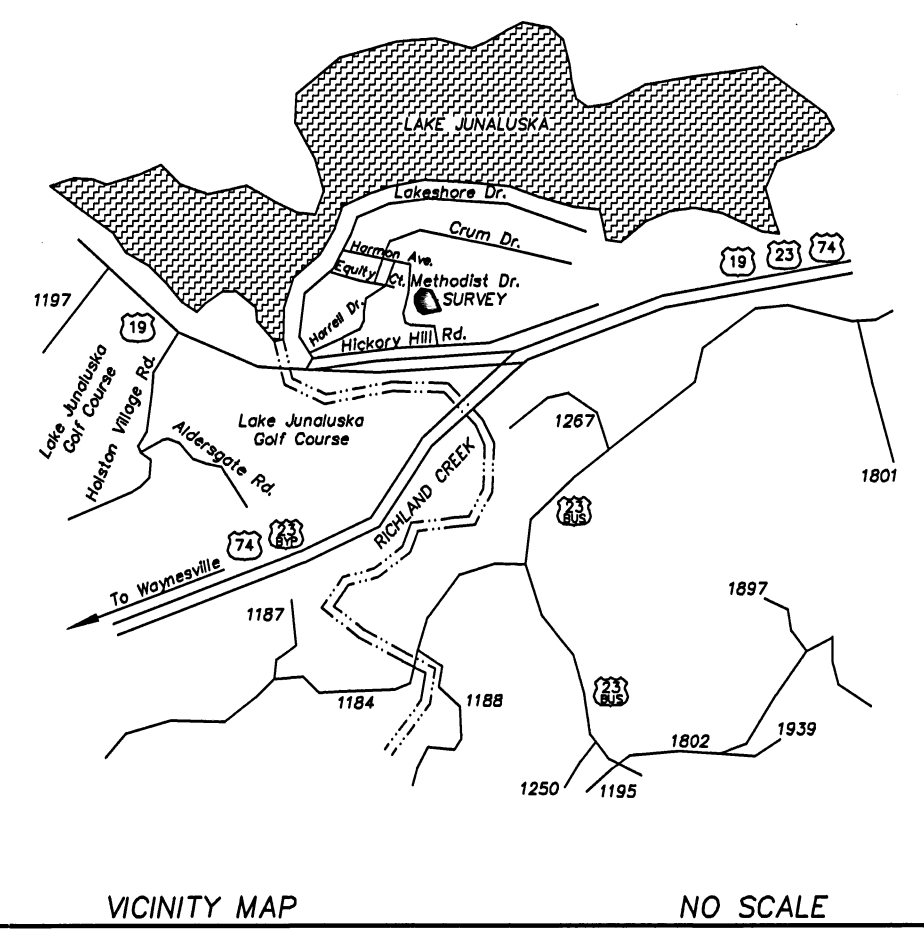 LAKE JUNALUSKA
Lakeshore Dr.
Crum Dr.
Harmon Ave.
Equity Ct.
Methodist Dr.
SURVEY
Harrell Dr.
Hickory Hill Rd.
19
23
74
1197
19
Lake Junaluska
Golf Course
Holston Village Rd.
Aldersgate Rd.
Lake Junaluska
Golf Course
RICHLAND CREEK
1267
1801
23
BUS
74
23
BYP
To Waynesville
1187
1897
1184
1188
23
BUS
1802
1939
1250
1195
VICINITY MAP
NO SCALE